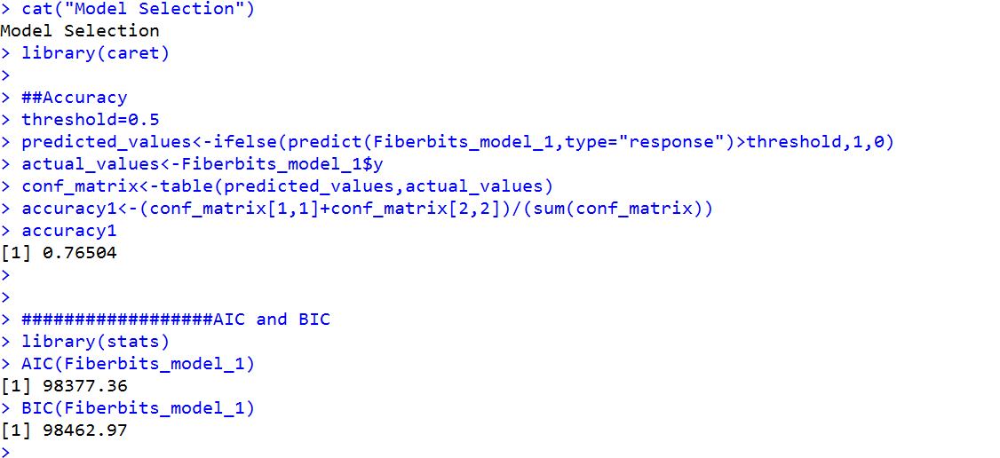 > cat("Model Selection")
Model Selection
> library(caret)
>
> ##Accuracy
> threshold=0.5
> predicted_values<-ifelse(predict(Fiberbits_model_1,type="response")>threshold,1,0)
> actual_values<-Fiberbits_model_1$y
> conf_matrix<-table(predicted_values,actual_values)
> accuracy1<-(conf_matrix[1,1]+conf_matrix[2,2])/(sum(conf_matrix))
> accuracy1
[1] 0.76504
>
>
> ##################AIC and BIC
> library(stats)
> AIC(Fiberbits_model_1)
[1] 98377.36
> BIC(Fiberbits_model_1)
[1] 98462.97
>